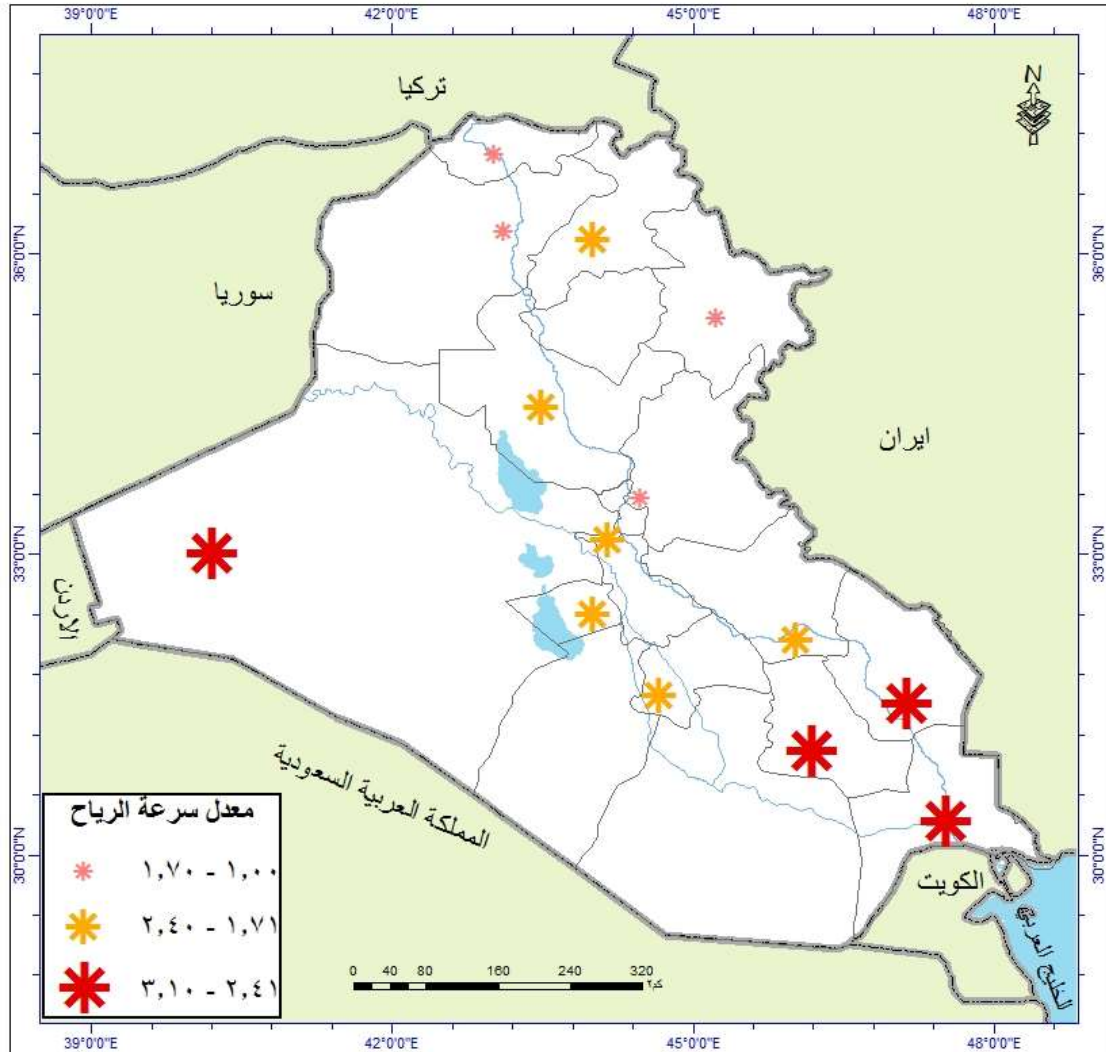 39°0'0"E 42°0'0"E 45°0'0"E 48°0'0"E
N
تركيا
36°0'0"N
36°0'0"N
سوريا
ايران
33°0'0"N
33°0'0"N
الاردن
المملكة العربية السعودية
30°0'0"N
30°0'0"N
الكويت
الخليج العربي
معدل سرعة الرياح
١,٠٠ - ١,٧٠
١,٧١ - ٢,٤٠
٢,٤١ - ٣,١٠
0 40 80 160 240 320
كم٢
39°0'0"E 42°0'0"E 45°0'0"E 48°0'0"E